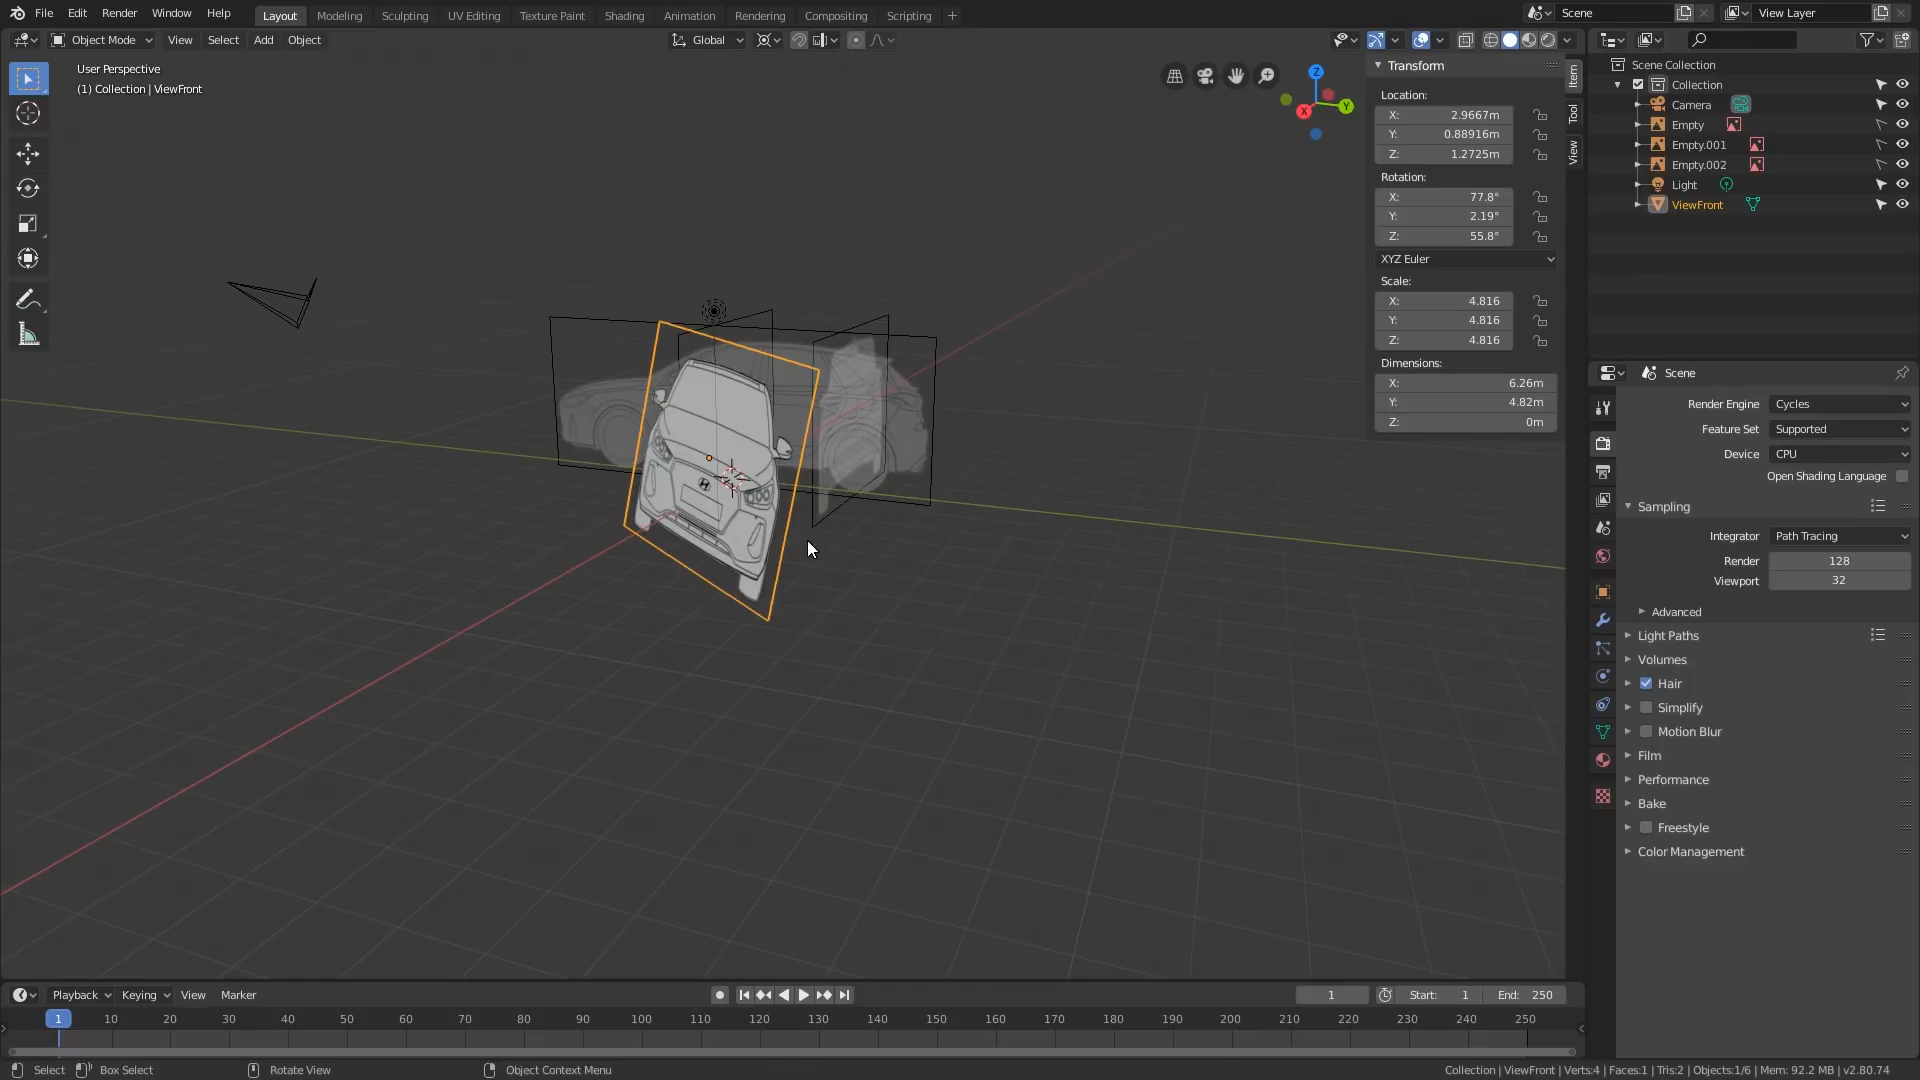 File Edit Render Window Help Layout Modeling Sculpting UV Editing Texture Paint Shading Animation Rendering Compositing Scripting + Scene View Layer
Object Mode View Select Add Object Global
User Perspective
(1) Collection | ViewFront
Z
Y
X
Transform
Location:
X: 2.9667m
Y: 0.88916m
Z: 1.2725m
Rotation:
X: 77.8°
Y: 2.19°
Z: 55.8°
XYZ Euler
Scale:
X: 4.816
Y: 4.816
Z: 4.816
Dimensions:
X: 6.26m
Y: 4.82m
Z: 0m
Item
Tool
View
Scene Collection
Collection
Camera
Empty
Empty.001
Empty.002
Light
ViewFront
Scene
Render Engine Cycles
Feature Set Supported
Device CPU
Open Shading Language
Sampling
Integrator Path Tracing
Render 128
Viewport 32
Advanced
Light Paths
Volumes
Hair
Simplify
Motion Blur
Film
Performance
Bake
Freestyle
Color Management
Playback Keying View Marker 1 Start: 1 End: 250
1 10 20 30 40 50 60 70 80 90 100 110 120 130 140 150 160 170 180 190 200 210 220 230 240 250
Select Box Select Rotate View Object Context Menu Collection | ViewFront | Verts:4 | Faces:1 | Tris:2 | Objects:1/6 | Mem: 92.2 MB | v2.80.74